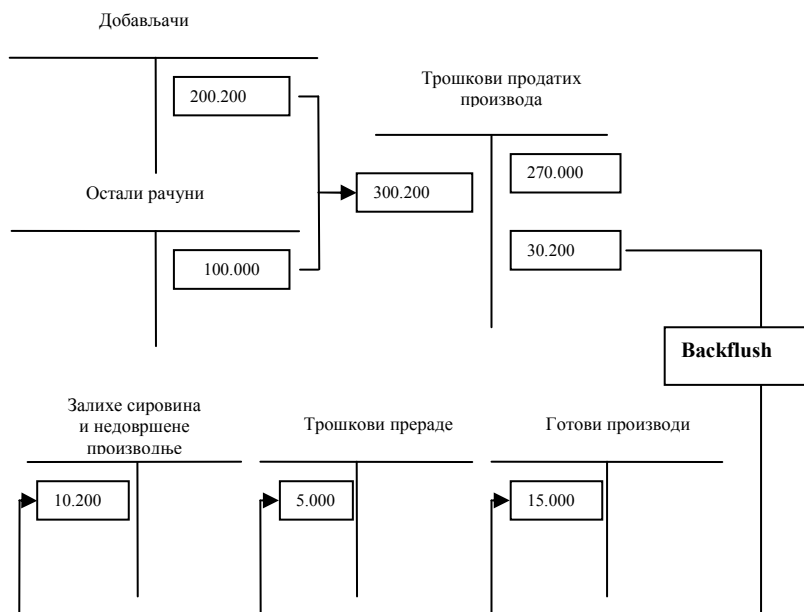 Добављачи
200.200
Трошкови продатих
производа
270.000
Остали рачуни
300.200
30.200
100.000
Backflush
Залихе сировина
и недовршене
производње
Трошкови прераде
Готови производи
10.200
5.000
15.000